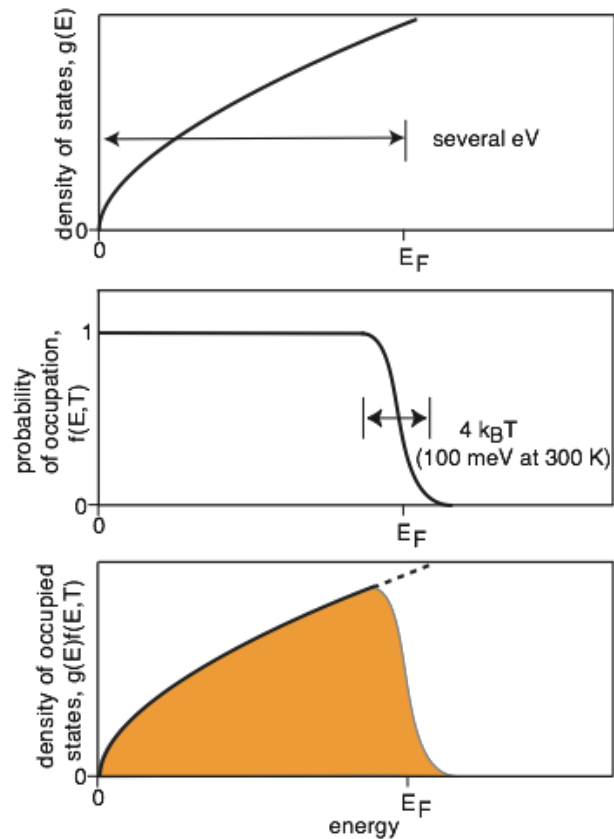 density of states, g(E)
several eV
0
0
E_F
probability
of occupation,
f(E,T)
1
4 k_BT
(100 meV at 300 K)
0
0
E_F
density of occupied
states, g(E)f(E,T)
0
0
E_F
energy